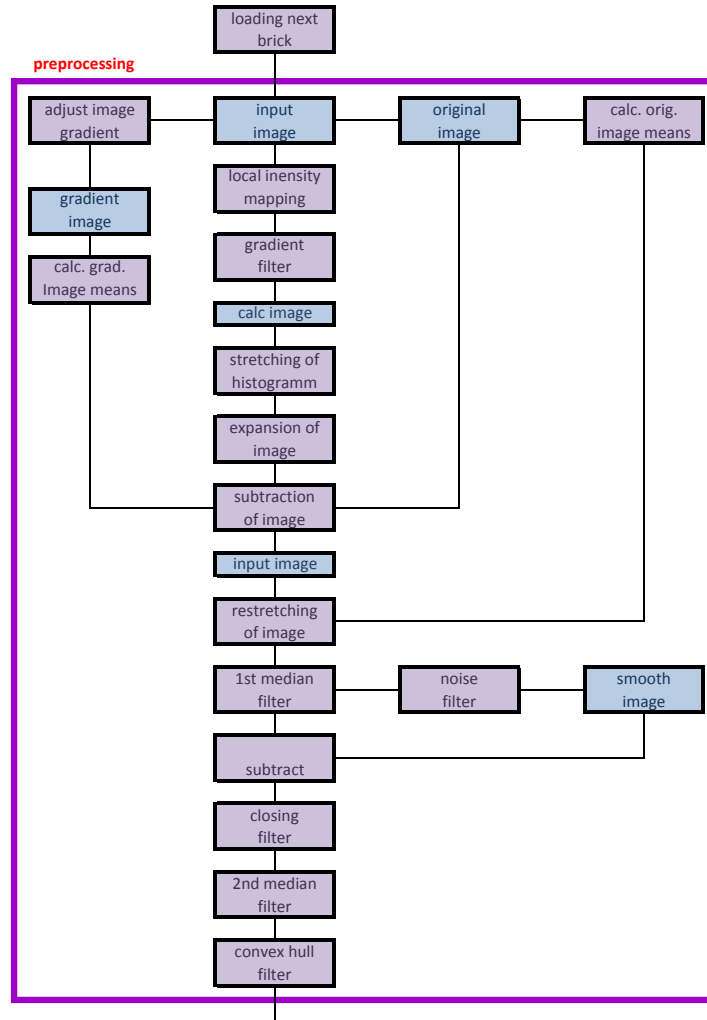 loading next
brick
preprocessing
adjust image
gradient
input
image
original
image
calc. orig.
image means
local inensity
mapping
gradient
image
gradient
filter
calc. grad.
Image means
calc image
stretching of
histogramm
expansion of
image
subtraction
of image
input image
restretching
of image
1st median
filter
noise
filter
smooth
image
subtract
closing
filter
2nd median
filter
convex hull
filter